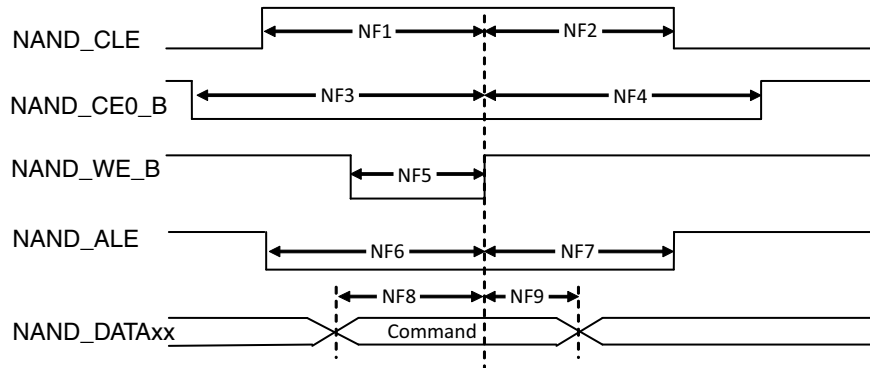 NAND_CLE
NF1
NF2
NAND_CE0_B
NF3
NF4
NAND_WE_B
NF5
NAND_ALE
NF6
NF7
NF8
NF9
NAND_DATAxx
Command